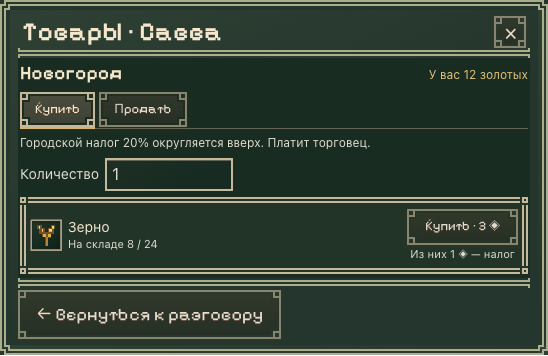 Товары · Савва
×
Новогород
У вас 12 золотых
Купить
Продать
Городской налог 20% округляется вверх. Платит торговец.
Количество 1
Зерно
На складе 8 / 24
Купить · 3 ◈
Из них 1 ◈ — налог
← Вернуться к разговору